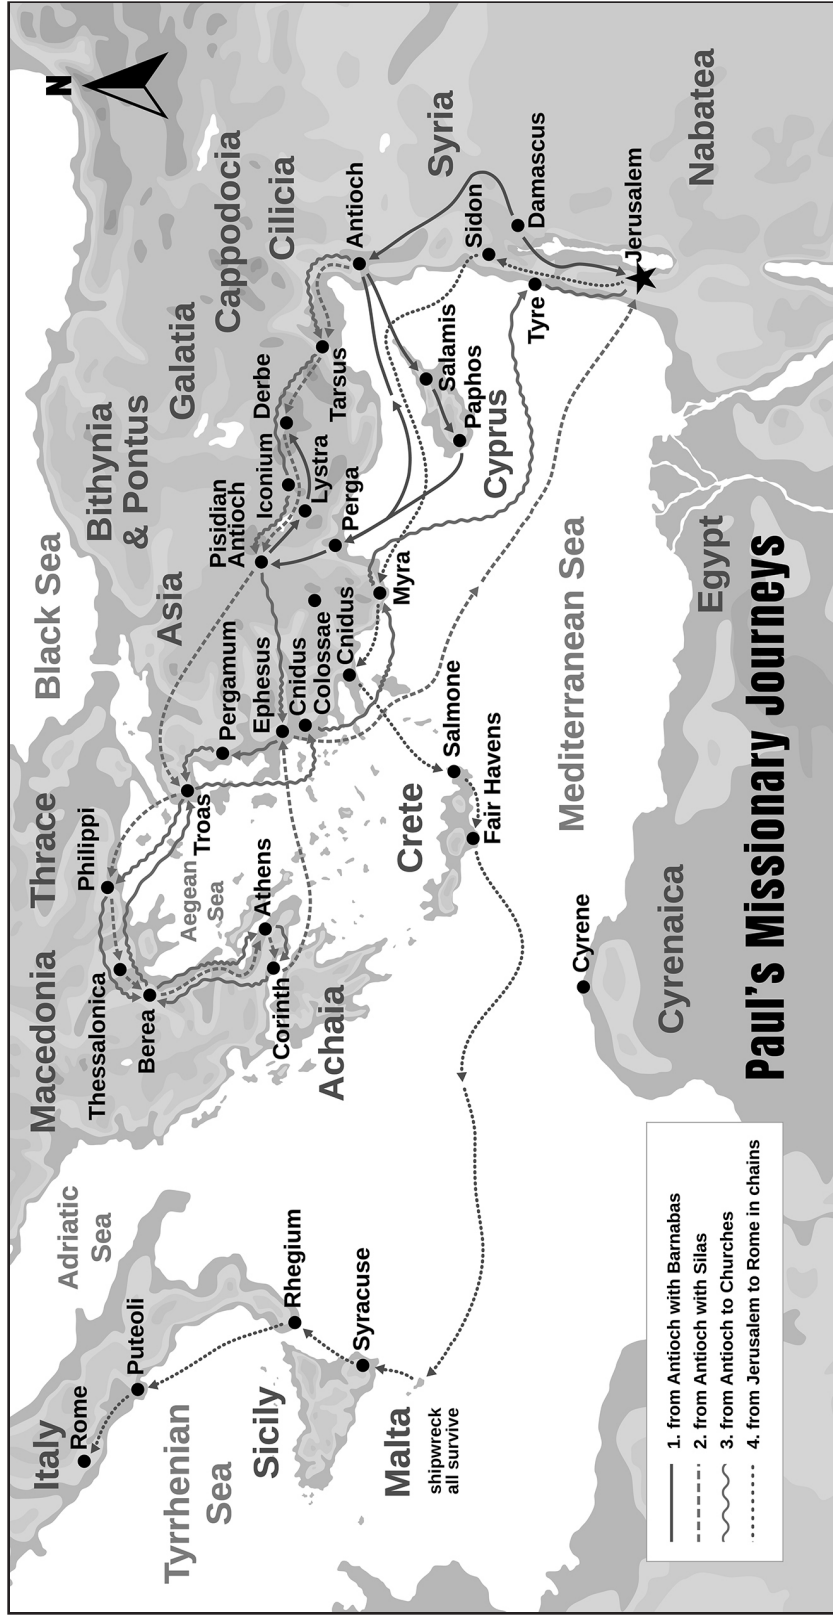 N
Black Sea
Adriatic
Sea
Tyrrhenian
Sea
Aegean
Sea
Mediterranean Sea
Italy
Sicily
Malta
shipwreck
all survive
Macedonia
Thrace
Achaia
Crete
Asia
Bithynia
& Pontus
Galatia
Cappodocia
Cilicia
Syria
Cyprus
Nabatea
Egypt
Cyrenaica
Rome
Puteoli
Rhegium
Syracuse
Thessalonica
Berea
Philippi
Athens
Corinth
Troas
Pergamum
Ephesus
Cnidus
Colossae
Cnidus
Salmone
Fair Havens
Cyrene
Pisidian
Antioch
Iconium
Derbe
Lystra
Perga
Myra
Tarsus
Antioch
Salamis
Paphos
Sidon
Tyre
Damascus
Jerusalem
Paul's Missionary Journeys
1. from Antioch with Barnabas
2. from Antioch with Silas
3. from Antioch to Churches
4. from Jerusalem to Rome in chains